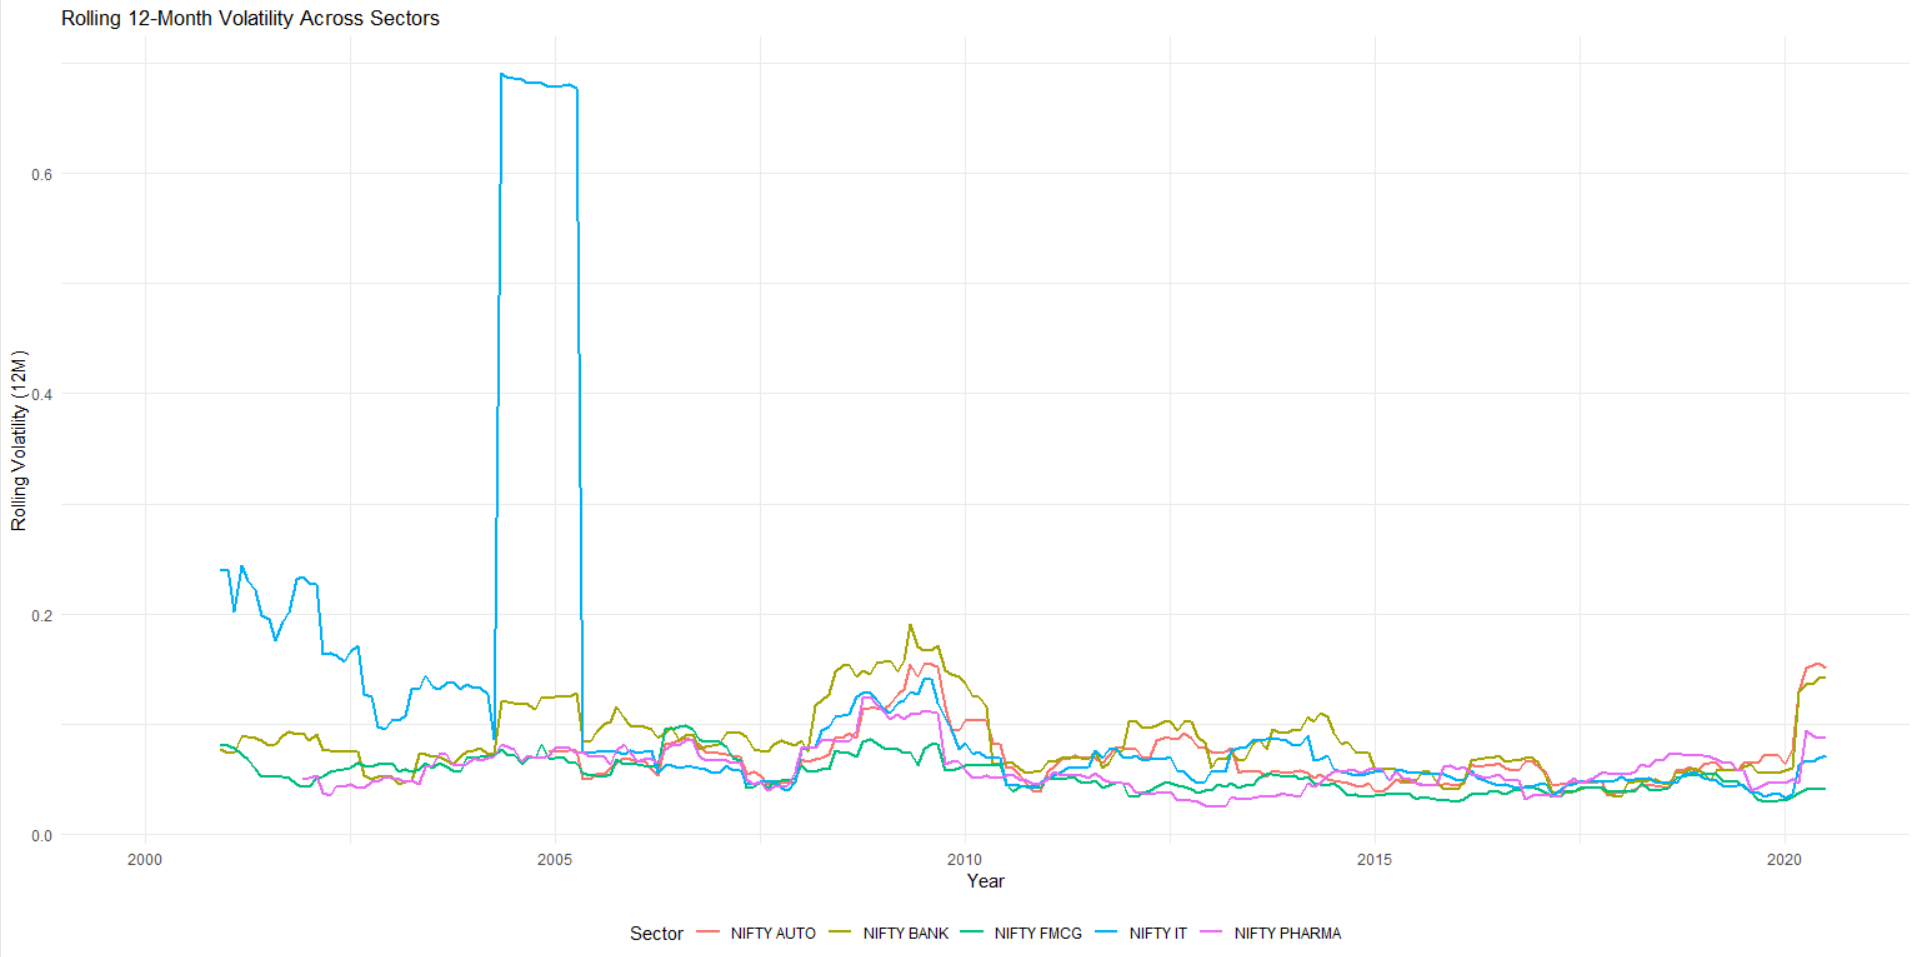 Rolling 12-Month Volatility Across Sectors
Rolling Volatility (12M)
0.6
0.4
0.2
0.0
2000 2005 2010 2015 2020
Year
Sector NIFTY AUTO NIFTY BANK NIFTY FMCG NIFTY IT NIFTY PHARMA